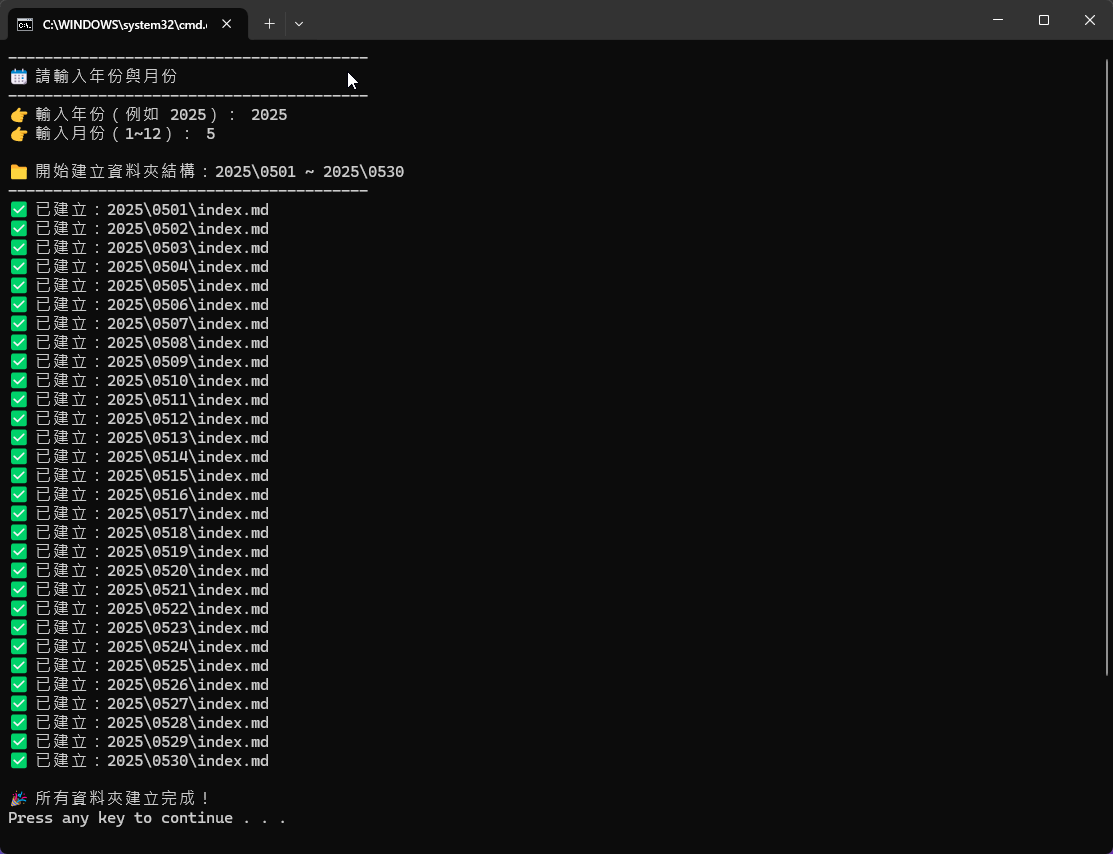 C:\WINDOWS\system32\cmd.
----------------------------------------
📅 請輸入年份與月份
----------------------------------------
👉 輸入年份（例如 2025）： 2025
👉 輸入月份（1~12）： 5
📁 開始建立資料夾結構：2025\0501 ~ 2025\0530
----------------------------------------
✅ 已建立：2025\0501\index.md
✅ 已建立：2025\0502\index.md
✅ 已建立：2025\0503\index.md
✅ 已建立：2025\0504\index.md
✅ 已建立：2025\0505\index.md
✅ 已建立：2025\0506\index.md
✅ 已建立：2025\0507\index.md
✅ 已建立：2025\0508\index.md
✅ 已建立：2025\0509\index.md
✅ 已建立：2025\0510\index.md
✅ 已建立：2025\0511\index.md
✅ 已建立：2025\0512\index.md
✅ 已建立：2025\0513\index.md
✅ 已建立：2025\0514\index.md
✅ 已建立：2025\0515\index.md
✅ 已建立：2025\0516\index.md
✅ 已建立：2025\0517\index.md
✅ 已建立：2025\0518\index.md
✅ 已建立：2025\0519\index.md
✅ 已建立：2025\0520\index.md
✅ 已建立：2025\0521\index.md
✅ 已建立：2025\0522\index.md
✅ 已建立：2025\0523\index.md
✅ 已建立：2025\0524\index.md
✅ 已建立：2025\0525\index.md
✅ 已建立：2025\0526\index.md
✅ 已建立：2025\0527\index.md
✅ 已建立：2025\0528\index.md
✅ 已建立：2025\0529\index.md
✅ 已建立：2025\0530\index.md
🎉 所有資料夾建立完成！
Press any key to continue . . .